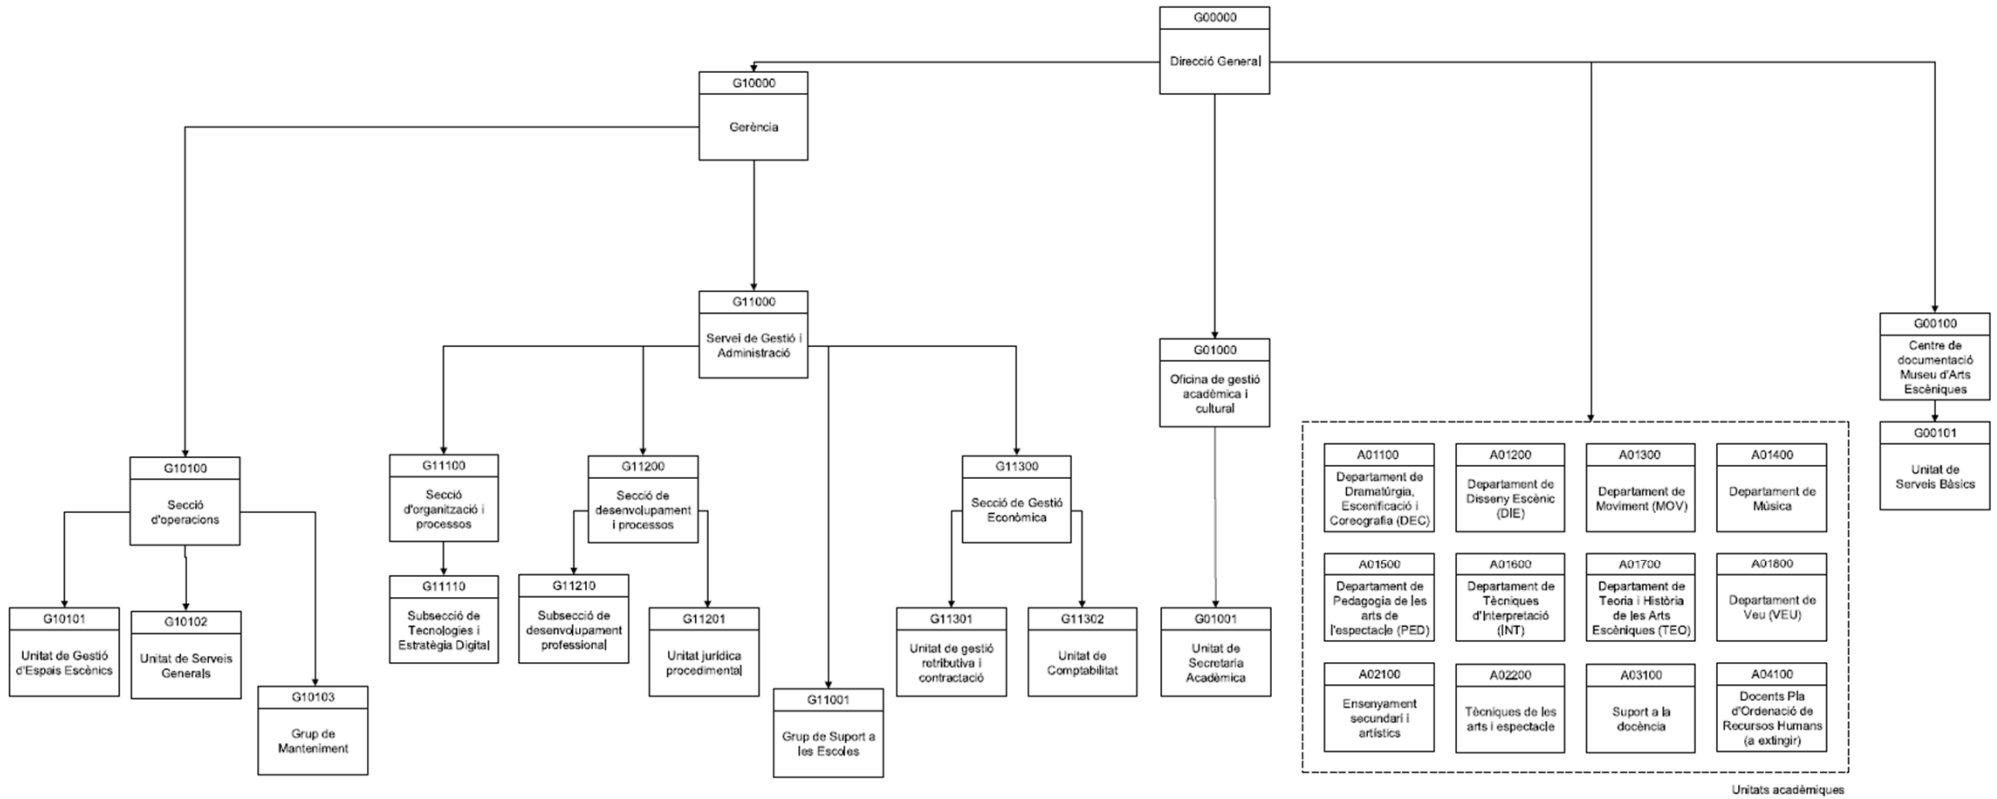 G00000
Direcció General
G10000
Gerència
G11000
Servei de Gestió i
Administració
G01000
Oficina de gestió
acadèmica i
cultural
G00100
Centre de
documentació
Museu d'Arts
Escèniques
G00101
Unitat de
Serveis Bàsics
G10100
Secció
d'operacions
G11100
Secció
d'organització i
processos
G11200
Secció de
desenvolupament
i processos
G11300
Secció de Gestió
Econòmica
G11110
Subsecció de
Tecnologies i
Estratègia Digital
G11210
Subsecció de
desenvolupament
professional
G10101
Unitat de Gestió
d'Espais Escènics
G10102
Unitat de Serveis
Generals
G10103
Grup de
Manteniment
G11201
Unitat jurídica
procedimental
G11001
Grup de Suport a
les Escoles
G11301
Unitat de gestió
retributiva i
contractació
G11302
Unitat de
Comptabilitat
G01001
Unitat de
Secretaria
Acadèmica
A01100
Departament de
Dramatúrgia,
Escenificació i
Coreografia (DEC)
A01200
Departament de
Disseny Escènic
(DIE)
A01300
Departament de
Moviment (MOV)
A01400
Departament de
Música
A01500
Departament de
Pedagogia de les
arts de
l'espectacle (PED)
A01600
Departament de
Tècniques
d'Interpretació
(INT)
A01700
Departament de
Teoria i Història
de les Arts
Escèniques (TEO)
A01800
Departament de
Veu (VEU)
A02100
Ensenyament
secundari i
artístics
A02200
Tècniques de les
arts i espectacle
A03100
Suport a la
docència
A04100
Docents Pla
d'Ordenació de
Recursos Humans
(a extingir)
Unitats acadèmiques